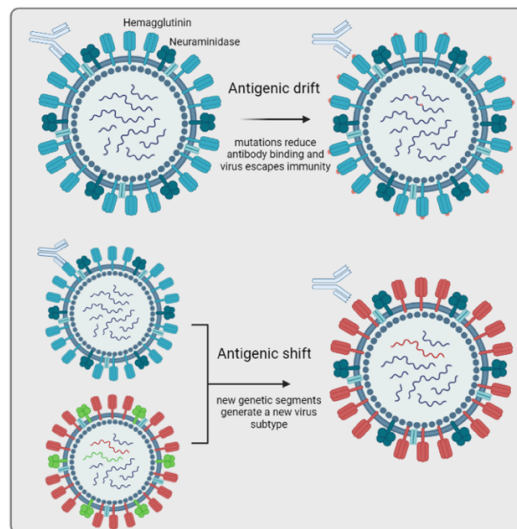 Hemagglutinin
Neuraminidase
Antigenic drift
mutations reduce
antibody binding and
virus escapes immunity
Antigenic shift
new genetic segments
generate a new virus
subtype